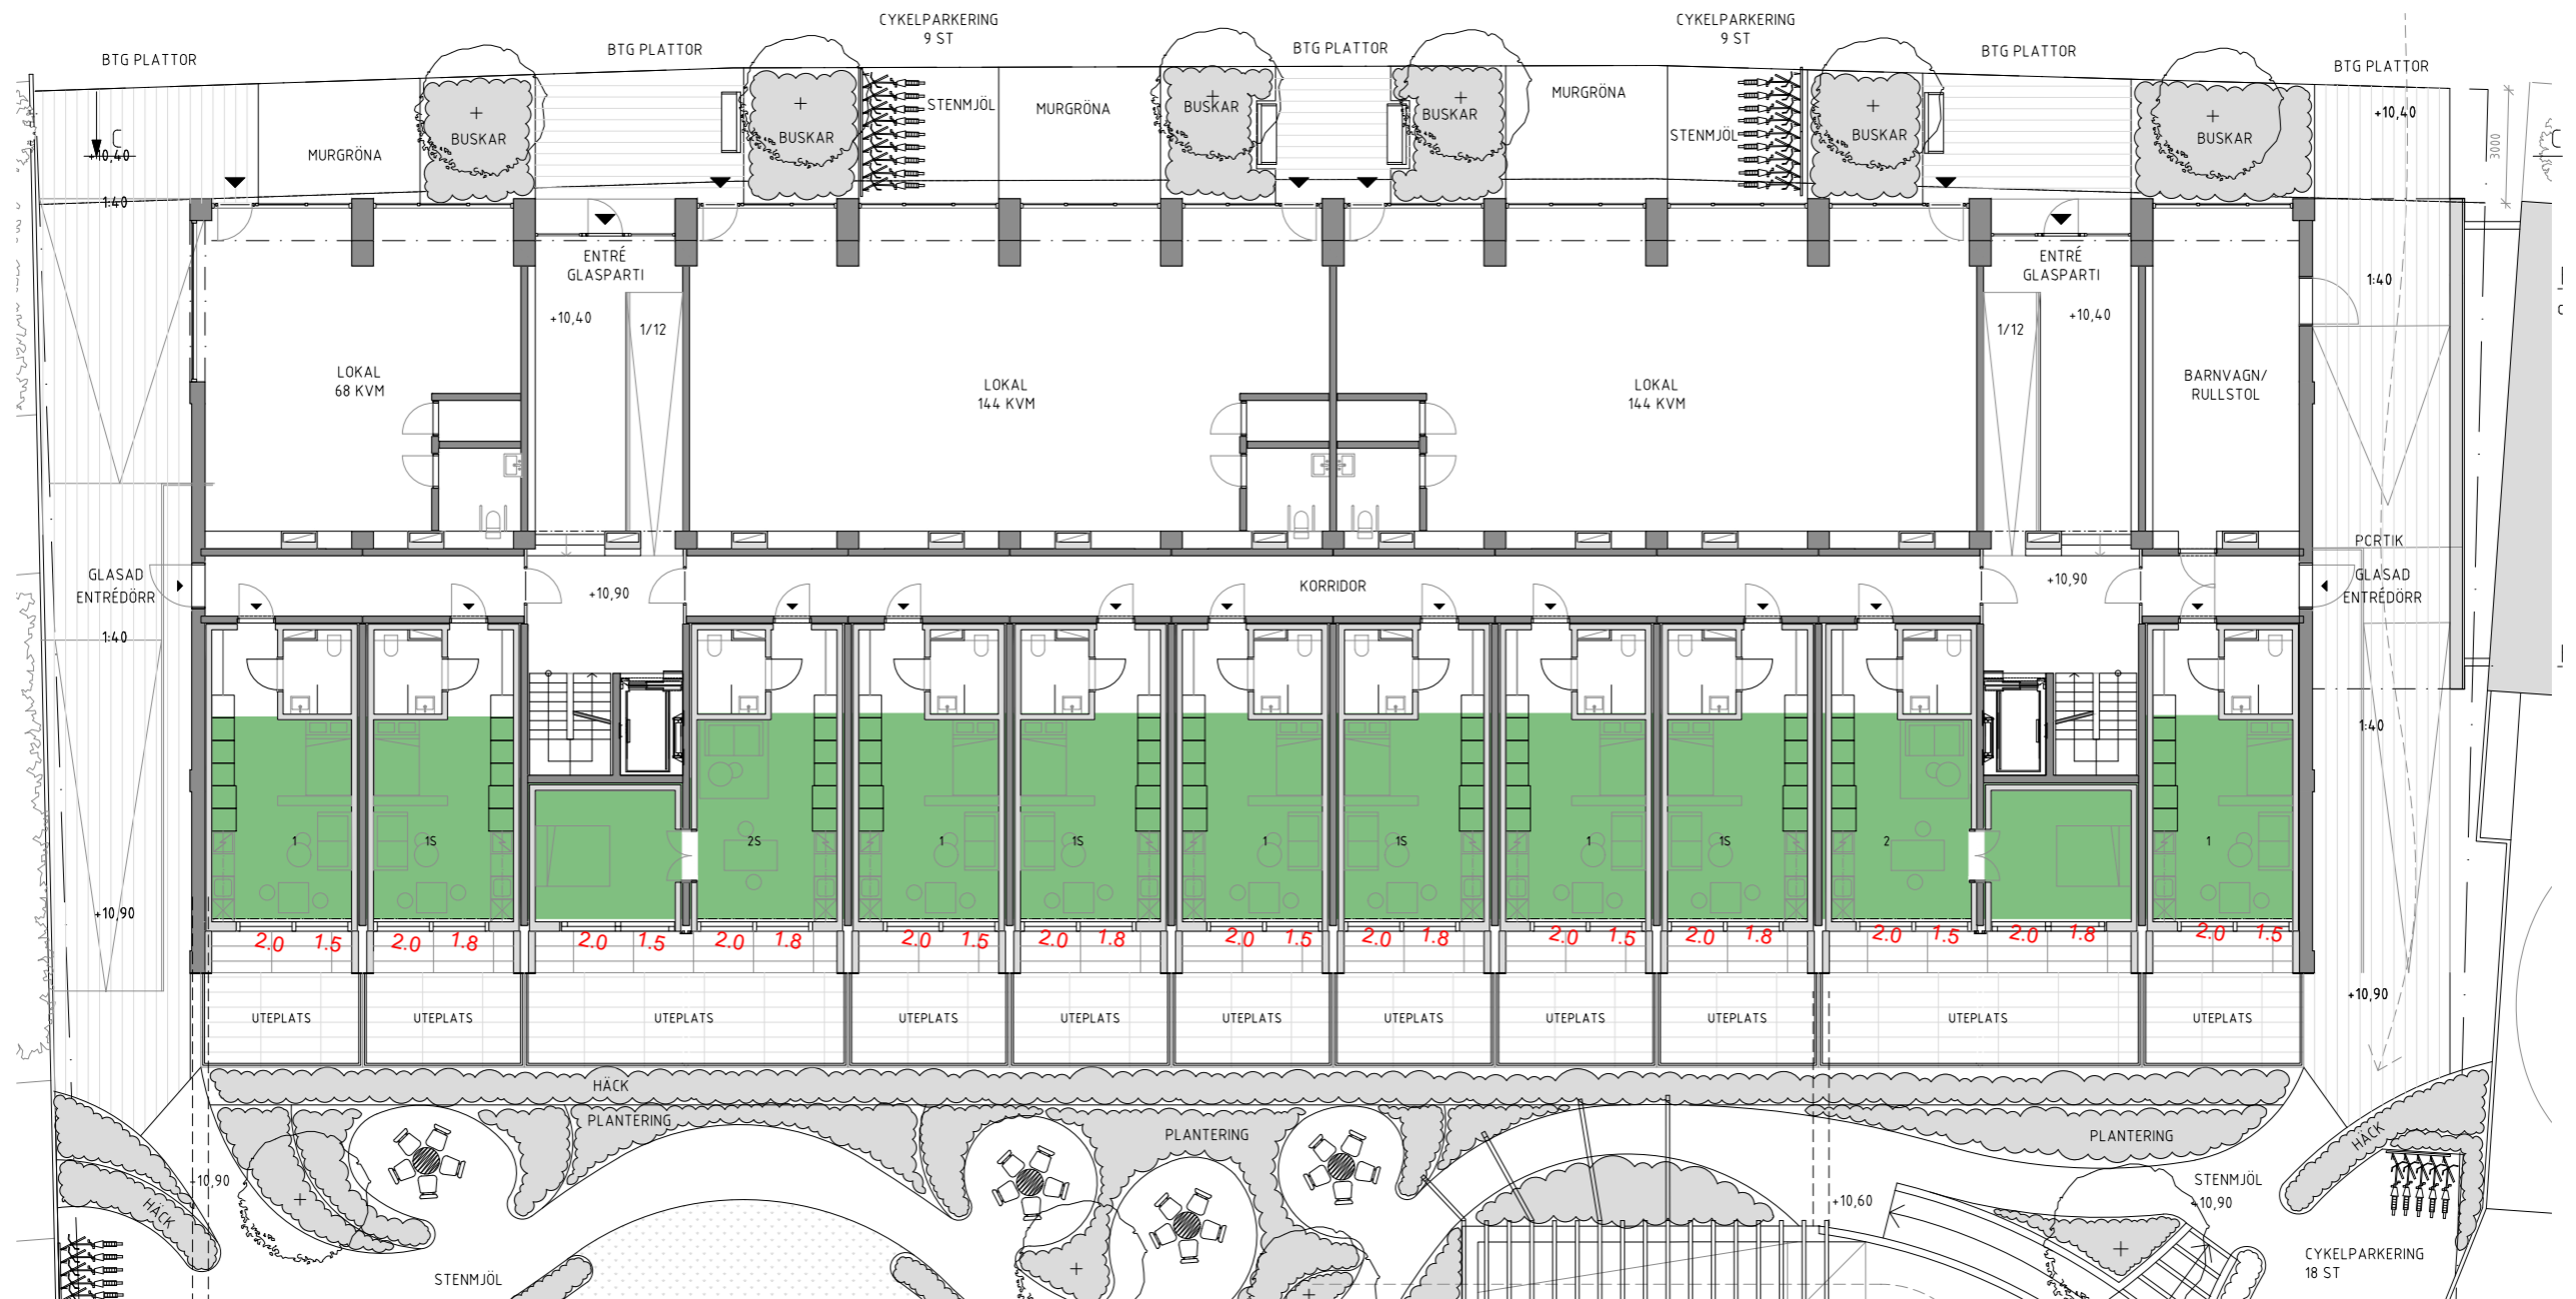 CYKELPARKERING
9 ST
CYKELPARKERING
9 ST
BTG PLATTOR
BTG PLATTOR
BTG PLATTOR
BTG PLATTOR
BTG PLATTOR
C
+10,40
1:40
MURGRÖNA
BUSKAR
BUSKAR
STENMJÖL
MURGRÖNA
BUSKAR
BUSKAR
MURGRÖNA
STENMJÖL
BUSKAR
BUSKAR
+10,40
3000
C
ENTRÉ
GLASPARTI
+10,40
1/12
ENTRÉ
GLASPARTI
1/12
+10,40
1:40
LOKAL
68 KVM
LOKAL
144 KVM
LOKAL
144 KVM
BARNVAGN/
RULLSTOL
PORTIK
GLASAD
ENTRÉDÖRR
+10,90
KORRIDOR
+10,90
GLASAD
ENTRÉDÖRR
1:40
1:40
1
1S
2S
1
1S
1
1S
1
1S
2
1
+10,90
2.0 1.5
2.0 1.8
2.0 1.5
2.0 1.8
2.0 1.5
2.0 1.8
2.0 1.5
2.0 1.8
2.0 1.5
2.0 1.8
2.0 1.5
2.0 1.8
2.0 1.5
+10,90
UTEPLATS
UTEPLATS
UTEPLATS
UTEPLATS
UTEPLATS
UTEPLATS
UTEPLATS
UTEPLATS
UTEPLATS
UTEPLATS
UTEPLATS
HÄCK
PLANTERING
PLANTERING
PLANTERING
HÄCK
+10,90
HÄCK
STENMJÖL
+10,90
+10,60
STENMJÖL
CYKELPARKERING
18 ST